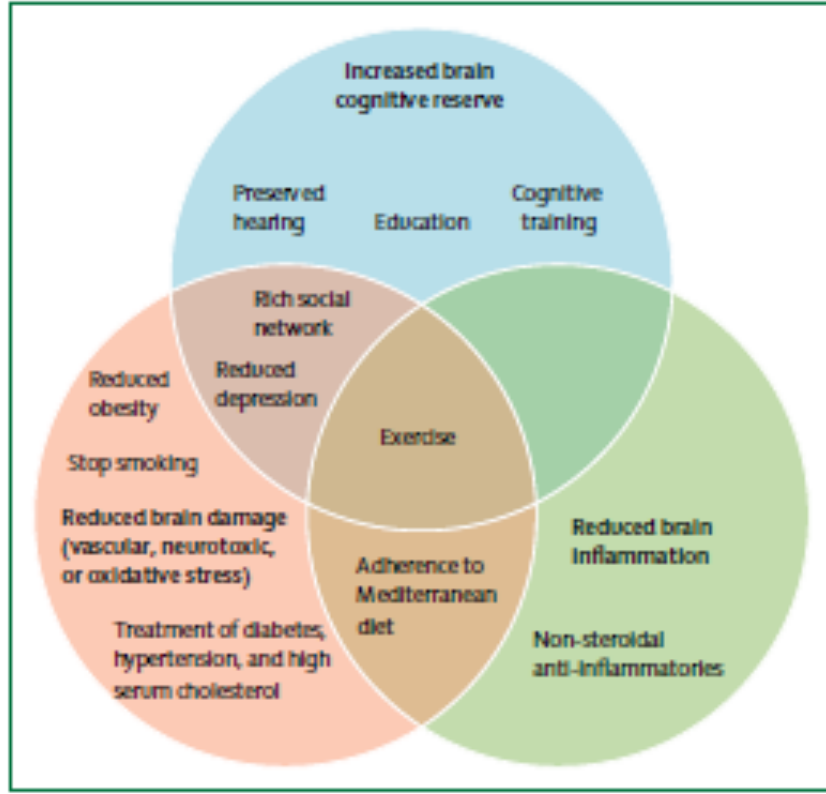 Increased brain
cognitive reserve
Preserved
hearing
Education
Cognitive
training
Rich social
network
Reduced
depression
Reduced
obesity
Stop smoking
Exercise
Reduced brain damage
(vascular, neurotoxic,
or oxidative stress)
Reduced brain
inflammation
Adherence to
Mediterranean
diet
Treatment of diabetes,
hypertension, and high
serum cholesterol
Non-steroidal
anti-inflammatories